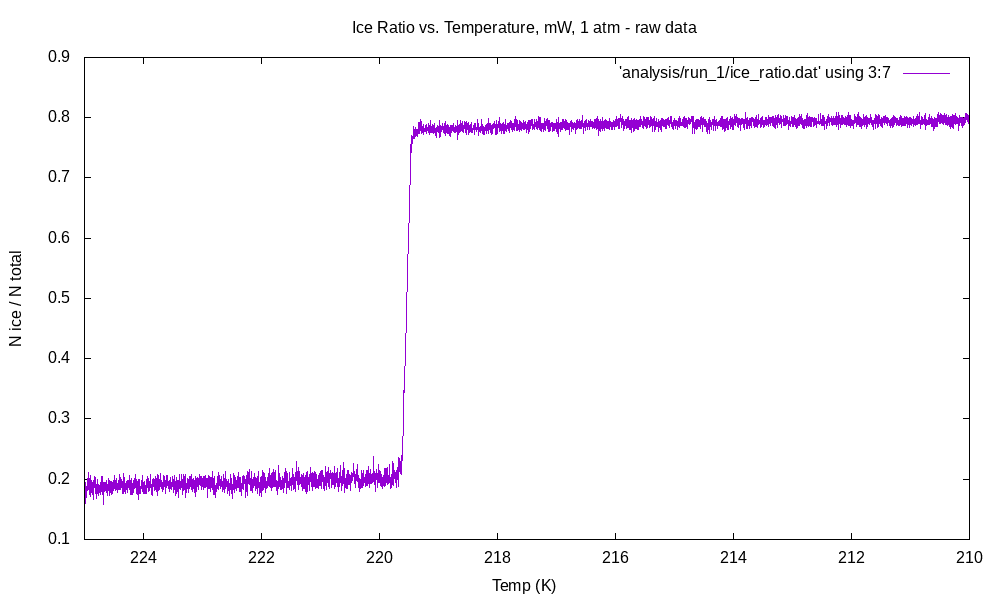 Ice Ratio vs. Temperature, mW, 1 atm - raw data
'analysis/run_1/ice_ratio.dat' using 3:7
0.9
0.8
0.7
0.6
0.5
0.4
0.3
0.2
0.1
N ice / N total
224 222 220 218 216 214 212 210
Temp (K)